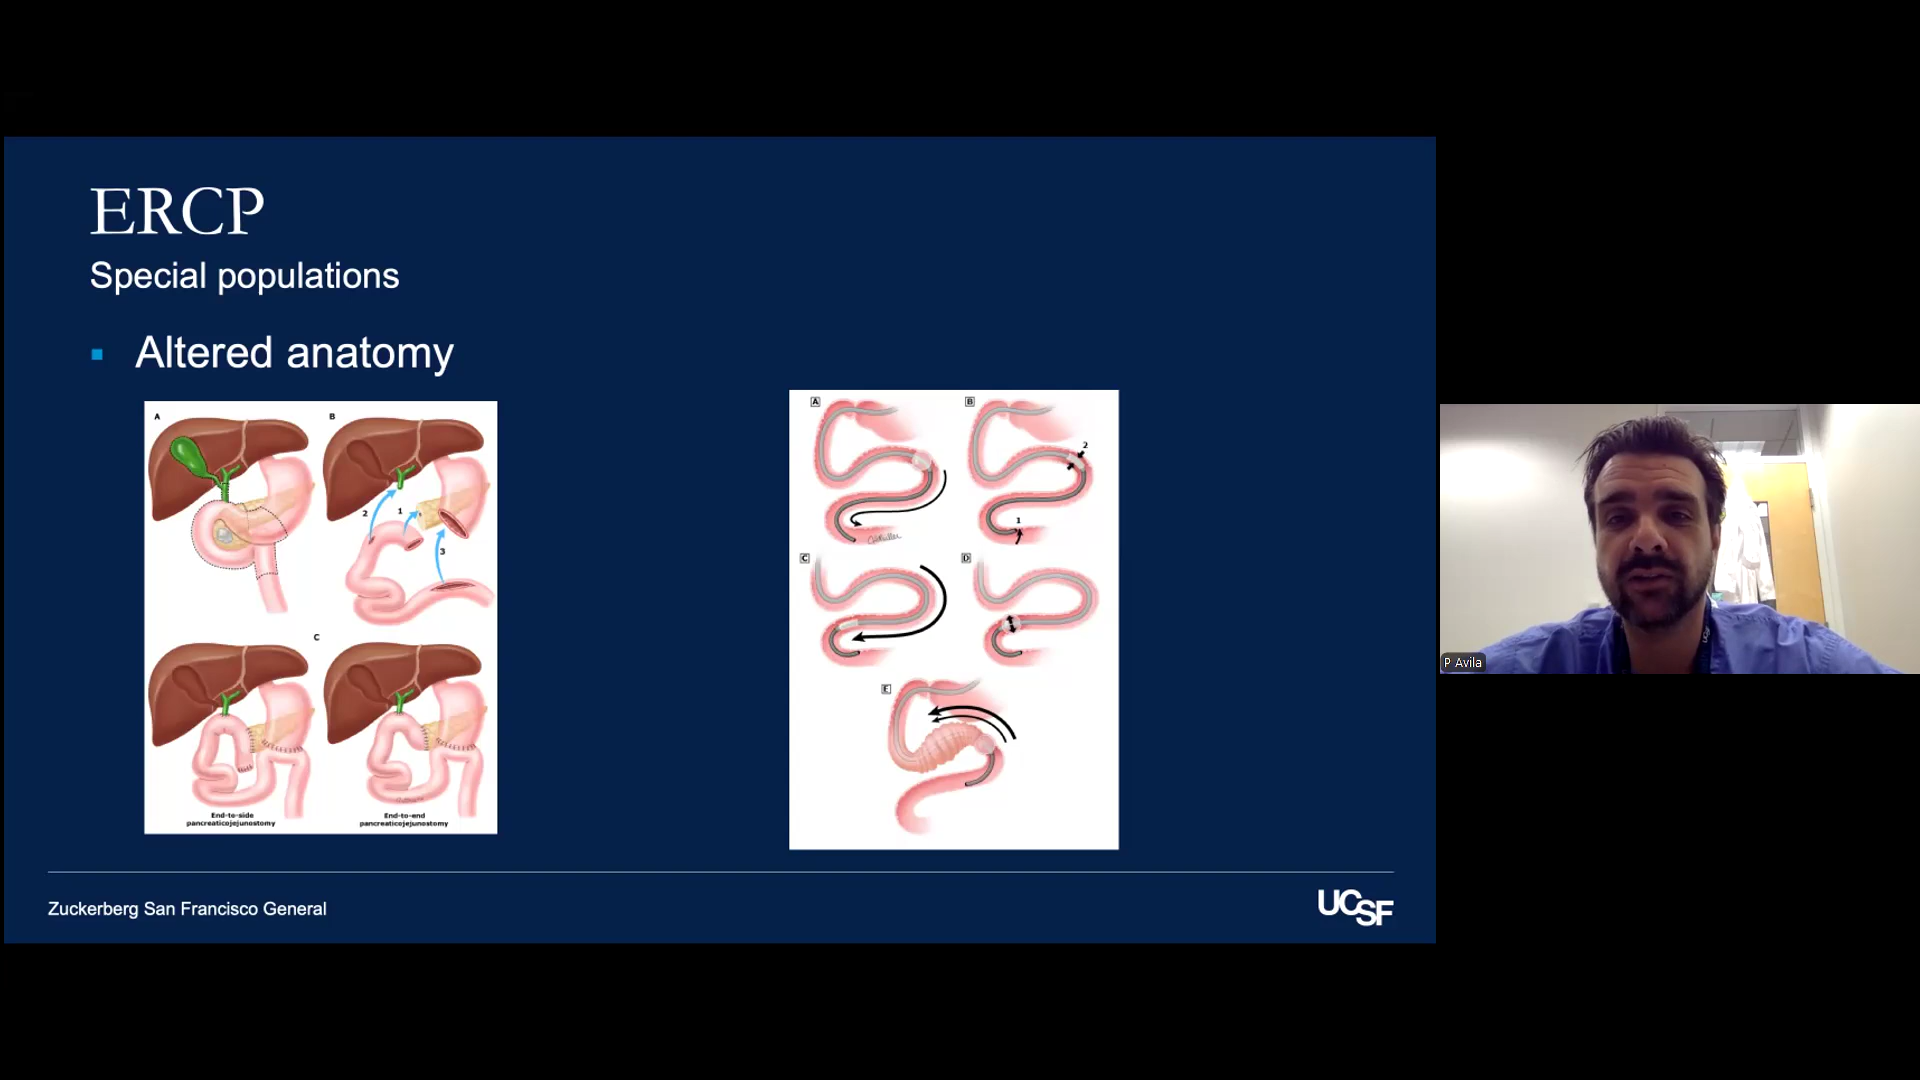 ERCP
Special populations
Altered anatomy
A
B
2
1
3
C
End-to-side
pancreaticojejunostomy
End-to-end
pancreaticojejunostomy
A
B
2
1
C
D
E
Zuckerberg San Francisco General
UCSF
P Avila